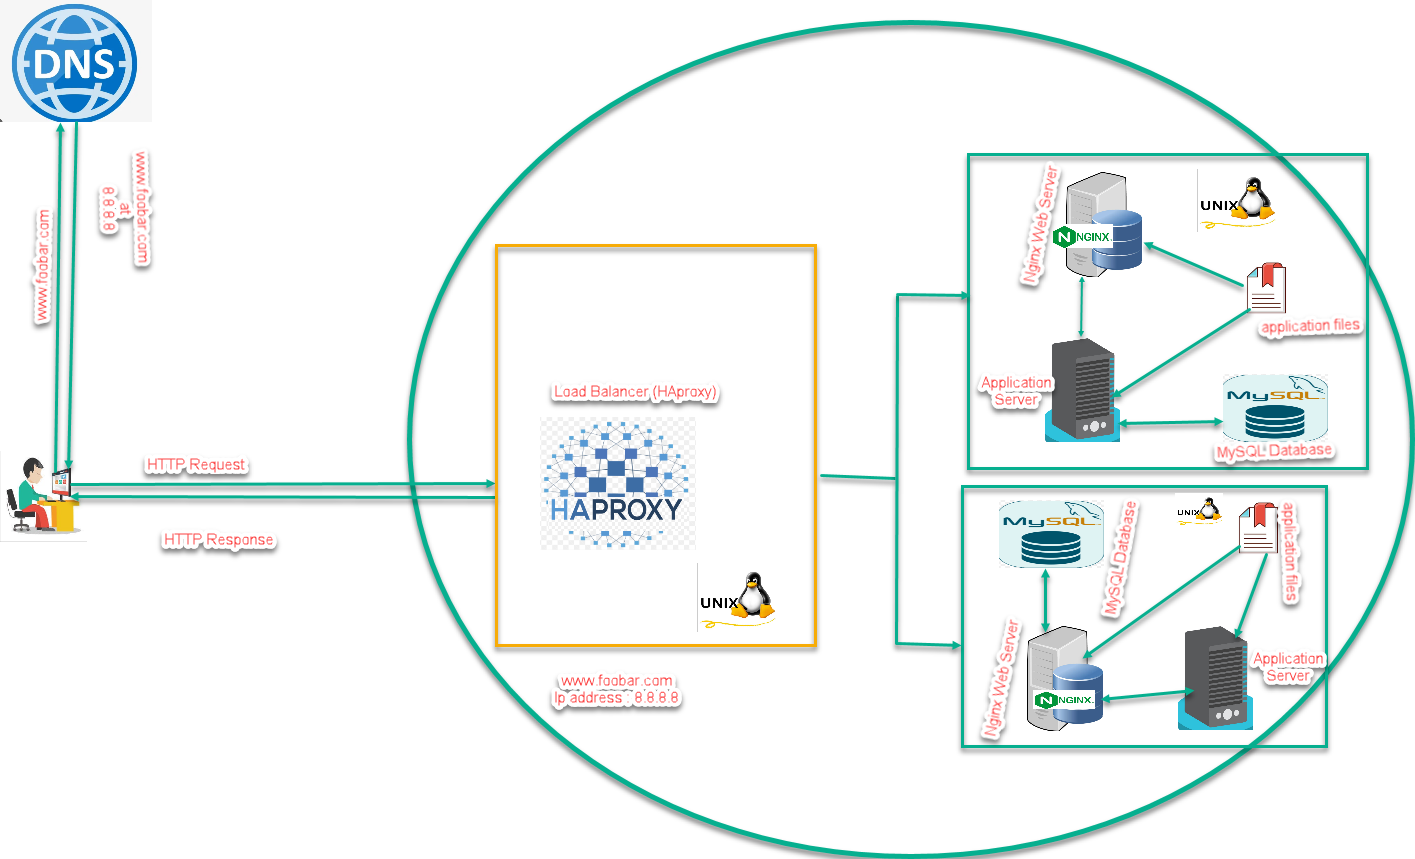 DNS
www.foobar.com
www.foobar.com
at
8.8.8.8
HTTP Request
HTTP Response
Load Balancer (HAproxy)
HAPROXY
UNIX
www.foobar.com
Ip address : 8.8.8.8
Nginx Web Server
NGINX
UNIX
application files
Application
Server
MySQL
MySQL Database
MySQL
MySQL Database
UNIX
application files
Nginx Web Server
NGINX
Application
Server